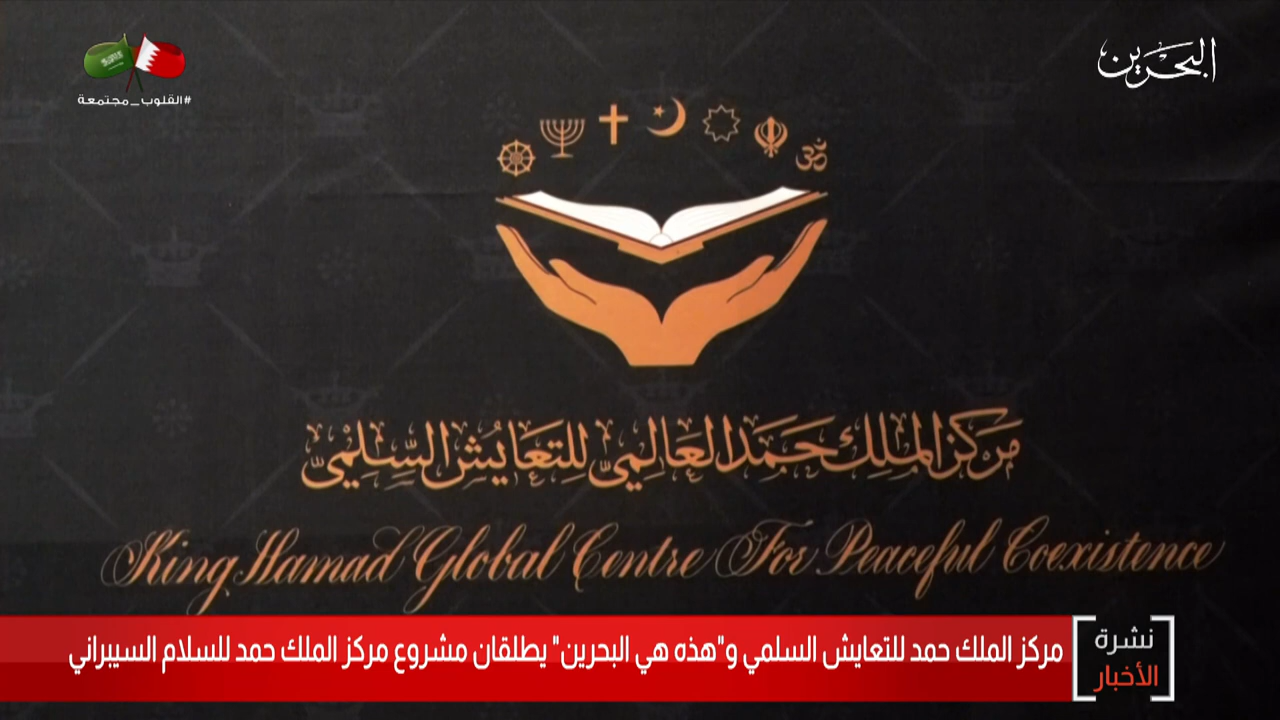 #القلوب_مجتمعة
البحرين
مركز الملك حمد العالمي للتعايش السلمي
King Hamad Global Centre For Peaceful Coexistence
نشرة
الأخبار
مركز الملك حمد للتعايش السلمي و"هذه هي البحرين" يطلقان مشروع مركز الملك حمد للسلام السيبراني